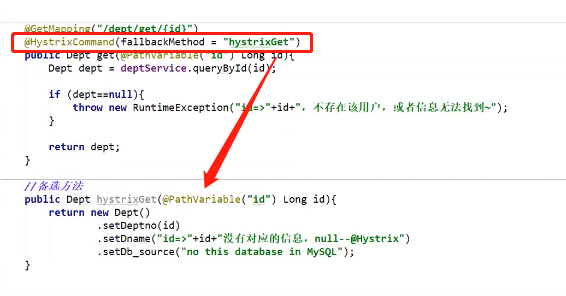 @GetMapping("/dept/get/{id}")
@HystrixCommand(fallbackMethod = "hystrixGet")
public Dept get(@PathVariable("id") Long id){
Dept dept = deptService.queryById(id);
if (dept==null){
throw new RuntimeException("id=>"+id+", 不存在该用户，或者信息无法找到~");
}
return dept;
}
//备选方法
public Dept hystrixGet(@PathVariable("id") Long id){
return new Dept()
.setDeptno(id)
.setDname("id=>"+id+"没有对应的信息，null--@Hystrix")
.setDb_source("no this database in MySQL");
}